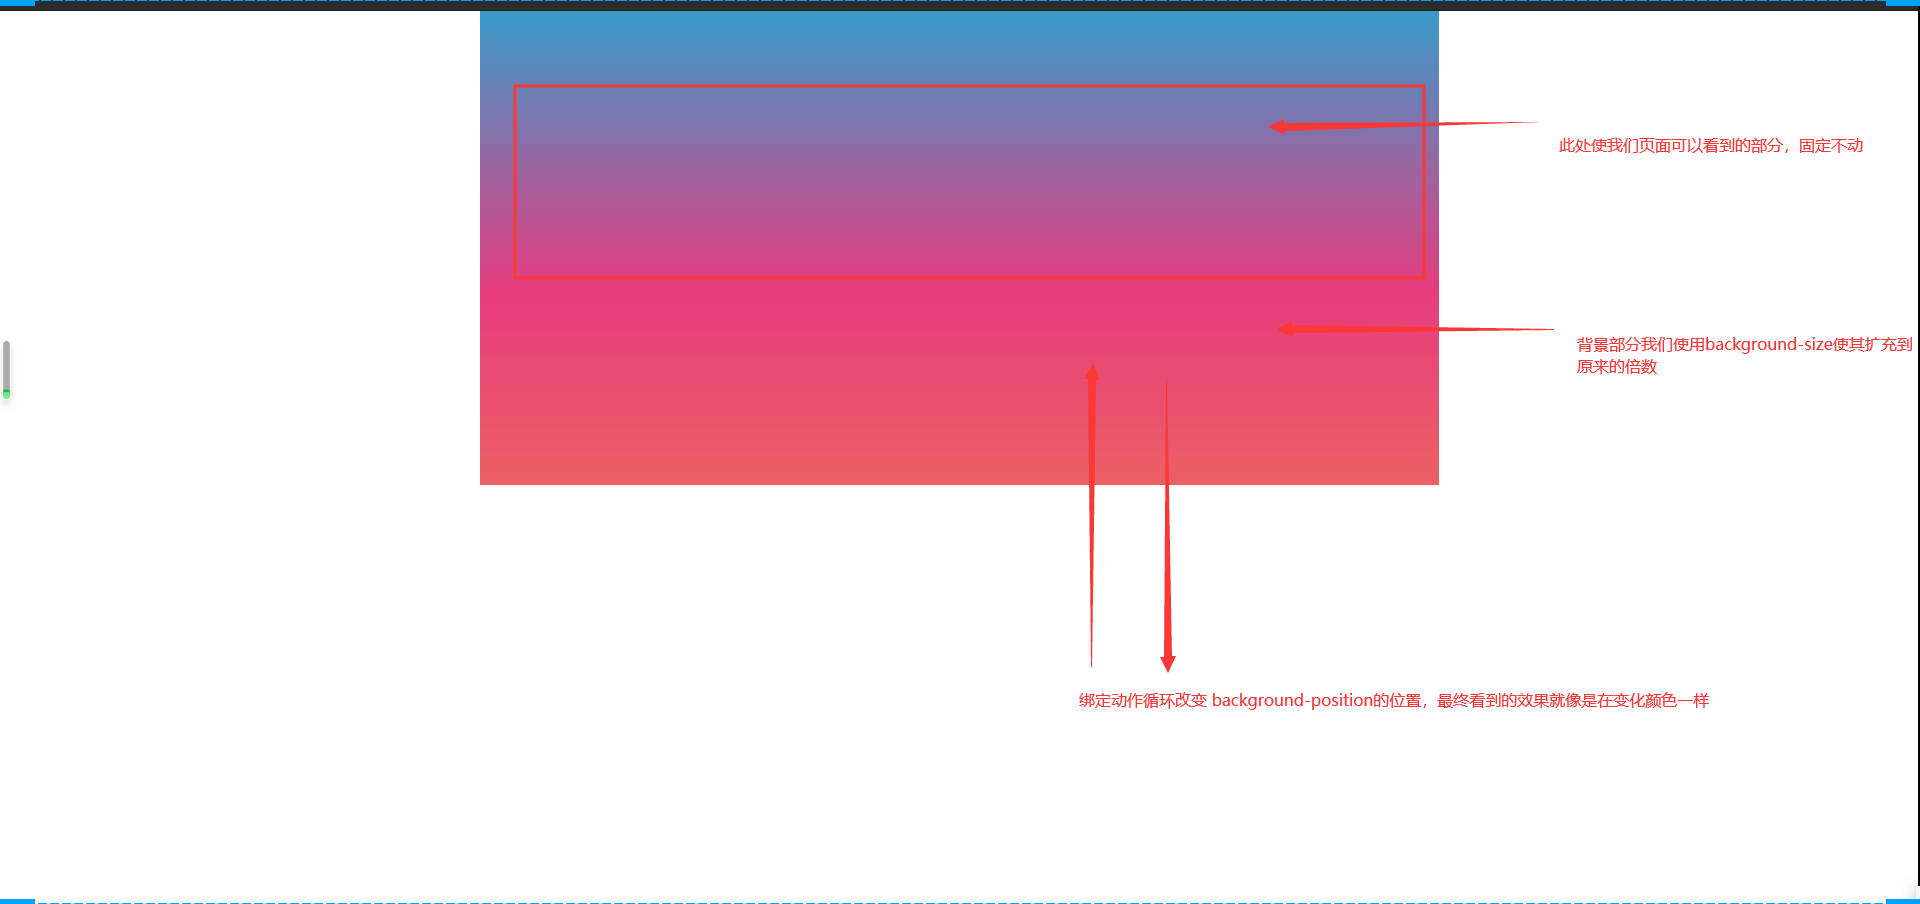 此处使我们页面可以看到的部分，固定不动
背景部分我们使用background-size使其扩充到
原来的倍数
绑定动作循环改变 background-position的位置，最终看到的效果就像是在变化颜色一样